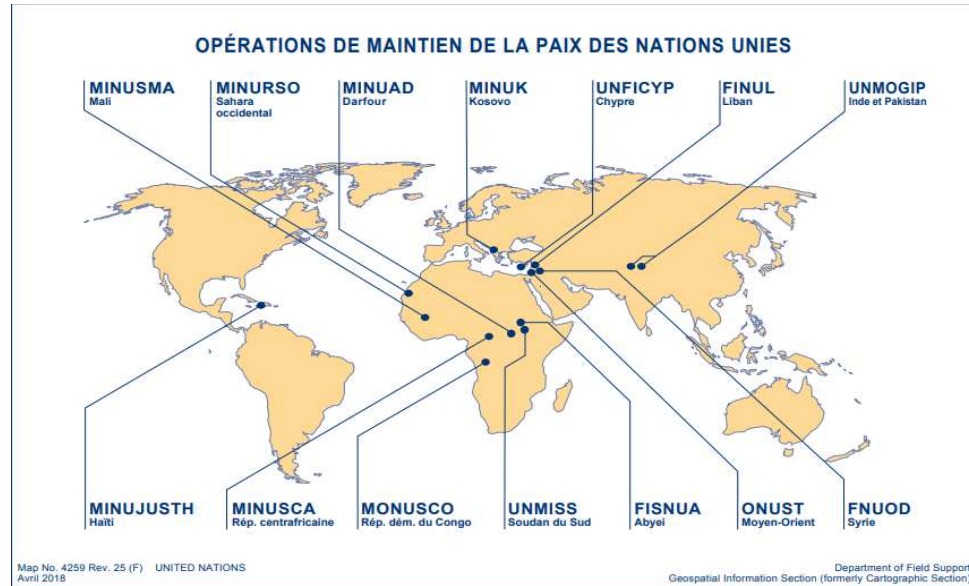 OPÉRATIONS DE MAINTIEN DE LA PAIX DES NATIONS UNIES
MINUSMA
Mali
MINURSO
Sahara
occidental
MINUAD
Darfour
MINUK
Kosovo
UNFICYP
Chypre
FINUL
Liban
UNMOGIP
Inde et Pakistan
MINUJUSTH
Haïti
MINUSCA
Rép. centrafricaine
MONUSCO
Rép. dém. du Congo
UNMISS
Soudan du Sud
FISNUA
Abyei
ONUST
Moyen-Orient
FNUOD
Syrie
Map No. 4259 Rev. 25 (F) UNITED NATIONS
Avril 2018
Department of Field Support
Geospatial Information Section (formerly Cartographic Section)